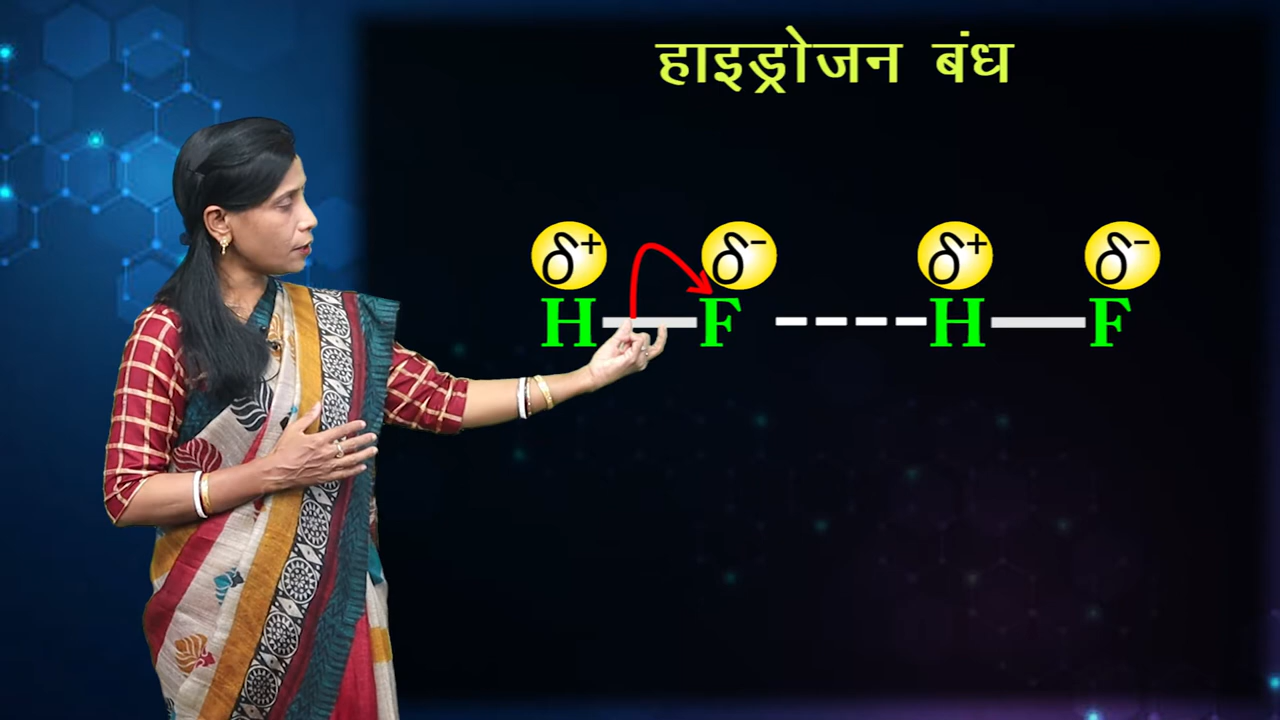 हाइड्रोजन बंध
δ+ δ− δ+ δ−
H — F ---- H — F